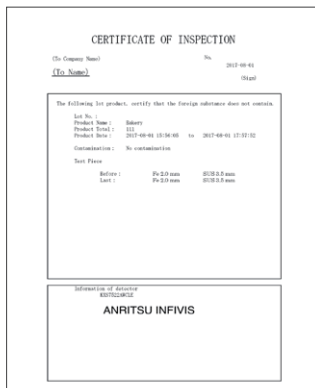 CERTIFICATE OF INSPECTION
(To Company Name)
No.
2017-08-01
(To Name)
(Sign)
The following lot product, certify that the foreign substance does not contain.
Lot No. :
Product Name : Bakery
Product Total : 111
Product Date : 2017-08-01 15:56:05 to 2017-08-01 17:57:52
Contamination : No contamination
Test Piece
Before : Fe 2.0 mm SUS 3.5 mm
Last : Fe 2.0 mm SUS 3.5 mm
Information of detector
ANRITSU INFIVIS